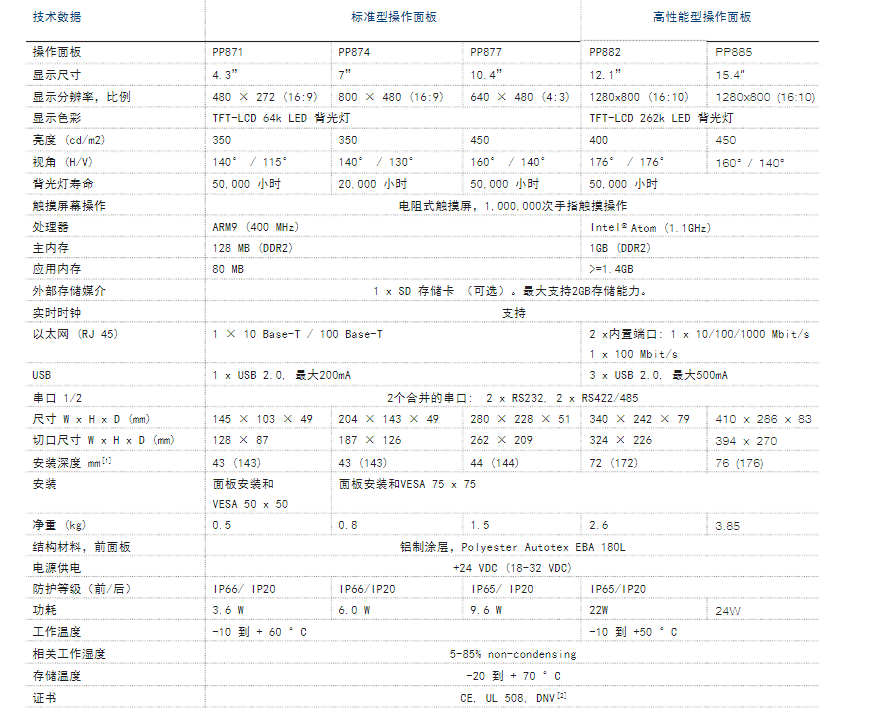 技术数据 标准型操作面板 高性能型操作面板
操作面板 PP871 PP874 PP877 PP882 PP885
显示尺寸 4.3” 7” 10.4” 12.1” 15.4"
显示分辨率, 比例 480 × 272 (16:9) 800 × 480 (16:9) 640 × 480 (4:3) 1280x800 (16:10) 1280x800 (16:10)
显示色彩 TFT-LCD 64k LED 背光灯 TFT-LCD 262k LED 背光灯
亮度 (cd/m2) 350 350 450 400 450
视角 (H/V) 140° / 115° 140° / 130° 160° / 140° 176° / 176° 160° / 140°
背光灯寿命 50,000 小时 20,000 小时 50,000 小时 50,000 小时
触摸屏幕操作 电阻式触摸屏, 1,000,000次手指触摸操作
处理器 ARM9 (400 MHz) Intel® Atom (1.1GHz)
主内存 128 MB (DDR2) 1GB (DDR2)
应用内存 80 MB >=1.4GB
外部存储媒介 1 x SD 存储卡 (可选)。最大支持2GB存储能力。
实时时钟 支持
以太网 (RJ 45) 1 × 10 Base-T / 100 Base-T 2 x内置端口: 1 x 10/100/1000 Mbit/s
1 x 100 Mbit/s
USB 1 x USB 2.0, 最大200mA 3 x USB 2.0, 最大500mA
串口 1/2 2个合并的串口: 2 x RS232, 2 x RS422/485
尺寸 W x H x D (mm) 145 × 103 × 49 204 × 143 × 49 280 × 228 × 51 340 × 242 × 79 410 x 286 x 83
切口尺寸 W x H x D (mm) 128 × 87 187 × 126 262 × 209 324 × 226 394 x 270
安装深度 mm[1] 43 (143) 43 (143) 44 (144) 72 (172) 76 (176)
安装 面板安装和 面板安装和VESA 75 x 75
VESA 50 x 50
净重 (kg) 0.5 0.8 1.5 2.6 3.85
结构材料, 前面板 铝制涂层, Polyester Autotex EBA 180L
电源供电 +24 VDC (18-32 VDC)
防护等级 (前/后) IP66/ IP20 IP66/IP20 IP65/ IP20 IP65/IP20
功耗 3.6 W 6.0 W 9.6 W 22W 24W
工作温度 -10 到 + 60 ° C -10 到 +50 ° C
相关工作湿度 5-85% non-condensing
存储温度 -20 到 + 70 ° C
证书 CE, UL 508, DNV[2]